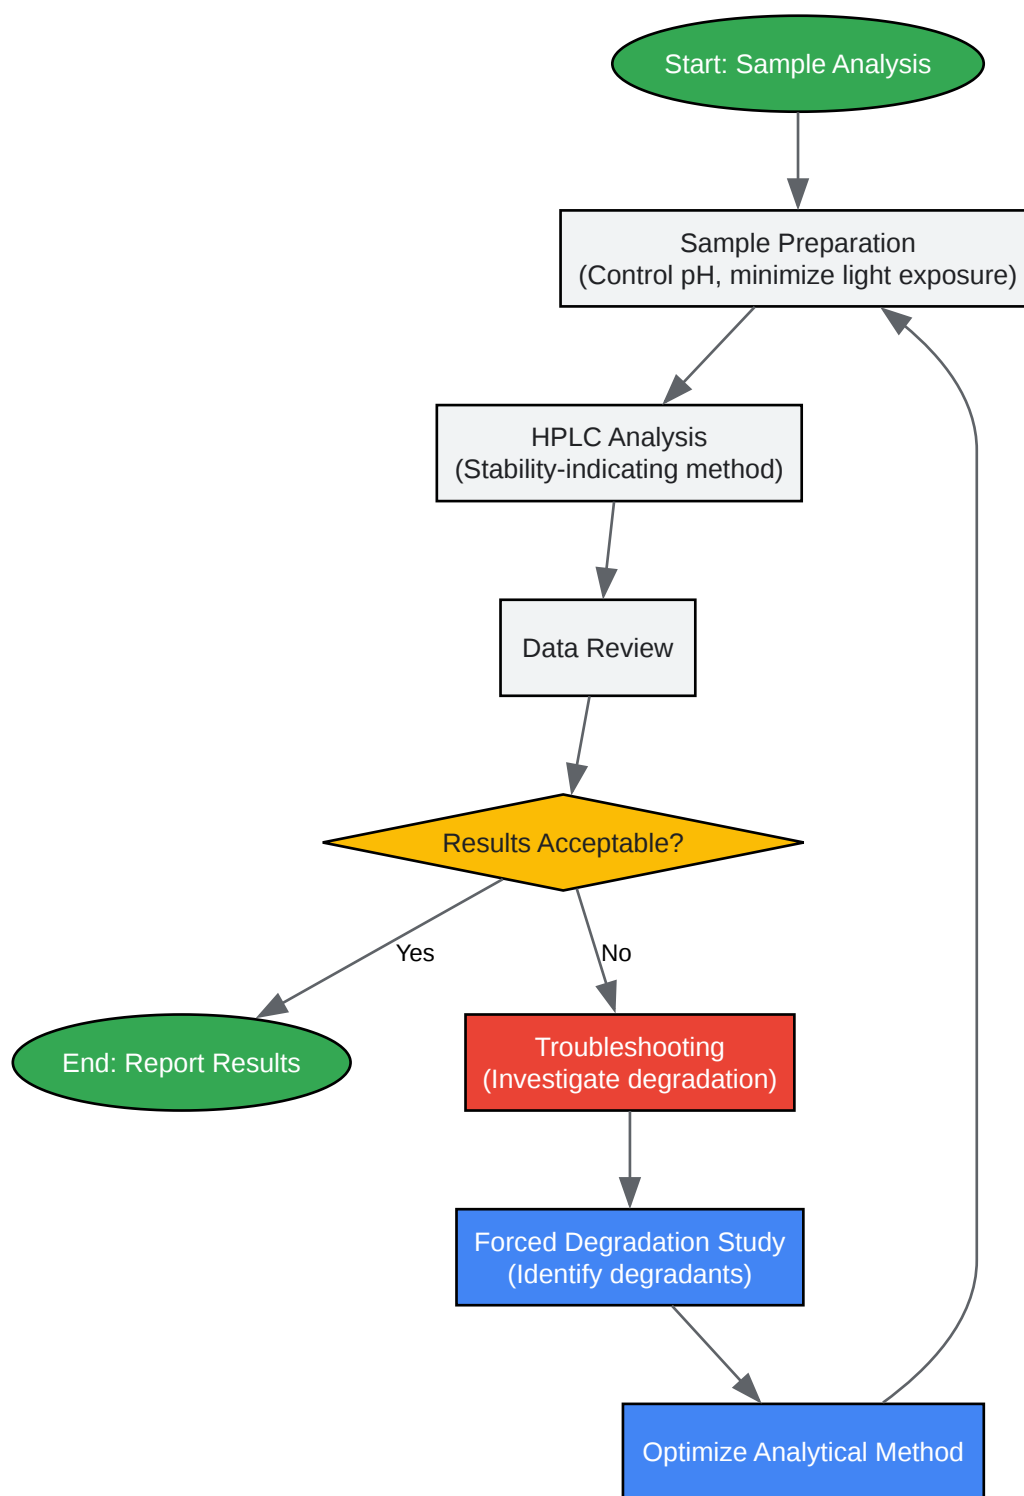 Start: Sample Analysis
Sample Preparation
(Control pH, minimize light exposure)
HPLC Analysis
(Stability-indicating method)
Data Review
Results Acceptable?
Yes
No
End: Report Results
Troubleshooting
(Investigate degradation)
Forced Degradation Study
(Identify degradants)
Optimize Analytical Method